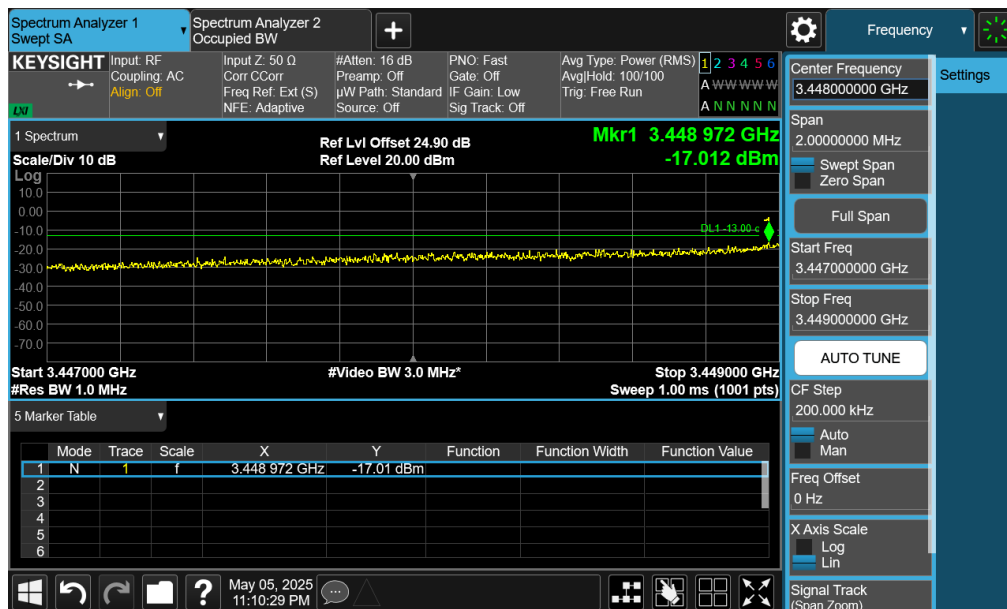 Spectrum Analyzer 1
Swept SA
Spectrum Analyzer 2
Occupied BW
+
Frequency
KEYSIGHT
LXI
Input: RF
Coupling: AC
Align: Off
Input Z: 50 Ω
Corr CCorr
Freq Ref: Ext (S)
NFE: Adaptive
#Atten: 16 dB
Preamp: Off
µW Path: Standard
Source: Off
PNO: Fast
Gate: Off
IF Gain: Low
Sig Track: Off
Avg Type: Power (RMS)
Avg|Hold: 100/100
Trig: Free Run
1 2 3 4 5 6
A W W W W W
A N N N N N
1 Spectrum
Scale/Div 10 dB
Log
Ref Lvl Offset 24.90 dB
Ref Level 20.00 dBm
Mkr1 3.448 972 GHz
-17.012 dBm
10.0
0.00
-10.0
-20.0
-30.0
-40.0
-50.0
-60.0
-70.0
DL1 -13.00 
1
Start 3.447000 GHz
#Video BW 3.0 MHz*
Stop 3.449000 GHz
#Res BW 1.0 MHz
Sweep 1.00 ms (1001 pts)
5 Marker Table
Mode Trace Scale X Y Function Function Width Function Value
1 N 1 f 3.448 972 GHz -17.01 dBm
2
3
4
5
6
Center Frequency
3.448000000 GHz
Settings
Span
2.00000000 MHz
Swept Span
Zero Span
Full Span
Start Freq
3.447000000 GHz
Stop Freq
3.449000000 GHz
AUTO TUNE
CF Step
200.000 kHz
Auto
Man
Freq Offset
0 Hz
X Axis Scale
Log
Lin
Signal Track
(Span Zoom)
?
May 05, 2025
11:10:29 PM